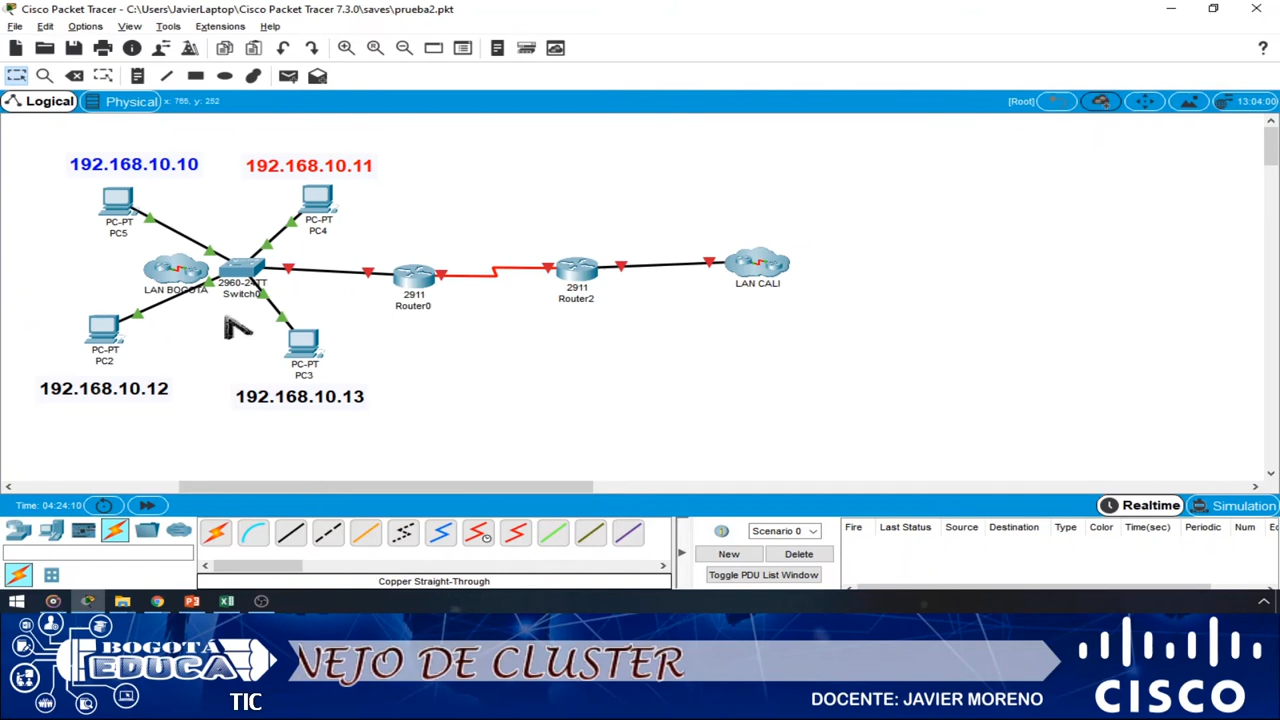 Cisco Packet Tracer - C:\Users\JavierLaptop\Cisco Packet Tracer 7.3.0\saves\prueba2.pkt
File Edit Options View Tools Extensions Help
Logical Physical x: 765, y: 252 [Root] 13:04:00
192.168.10.10 192.168.10.11
PC-PT
PC5
PC-PT
PC4
LAN BOGOTA
2960-24TT
Switch0
2911
Router0
2911
Router2
LAN CALI
PC-PT
PC2
PC-PT
PC3
192.168.10.12
192.168.10.13
Time: 04:24:10 Realtime Simulation
Scenario 0
New Delete
Toggle PDU List Window
Fire Last Status Source Destination Type Color Time(sec) Periodic Num
Copper Straight-Through
BOGOTÁ
EDUCA
TIC
NEJO DE CLUSTER
DOCENTE: JAVIER MORENO
CISCO